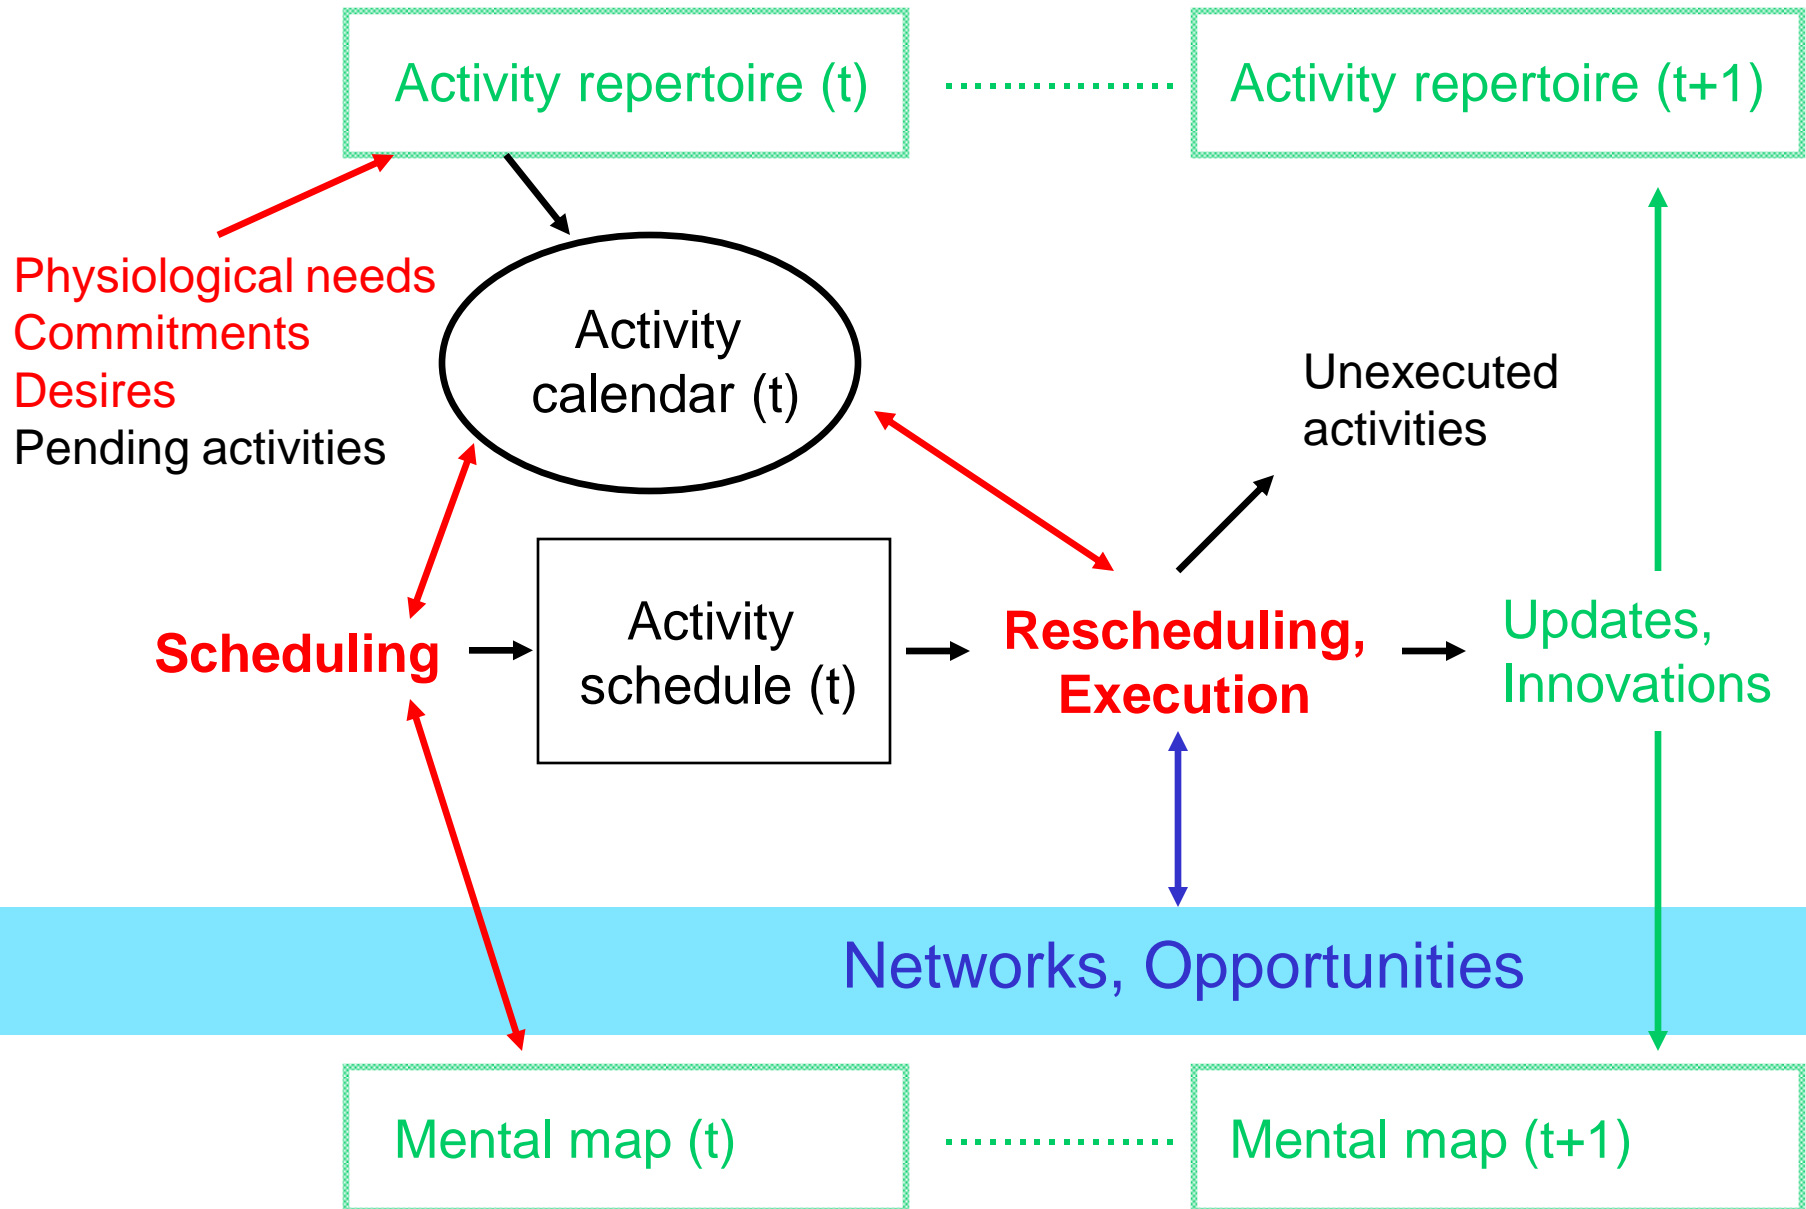 Activity repertoire (t)
Activity repertoire (t+1)
Physiological needs
Commitments
Desires
Pending activities
Activity
calendar (t)
Unexecuted
activities
Scheduling
Activity
schedule (t)
Rescheduling,
Execution
Updates,
Innovations
Networks, Opportunities
Mental map (t)
Mental map (t+1)